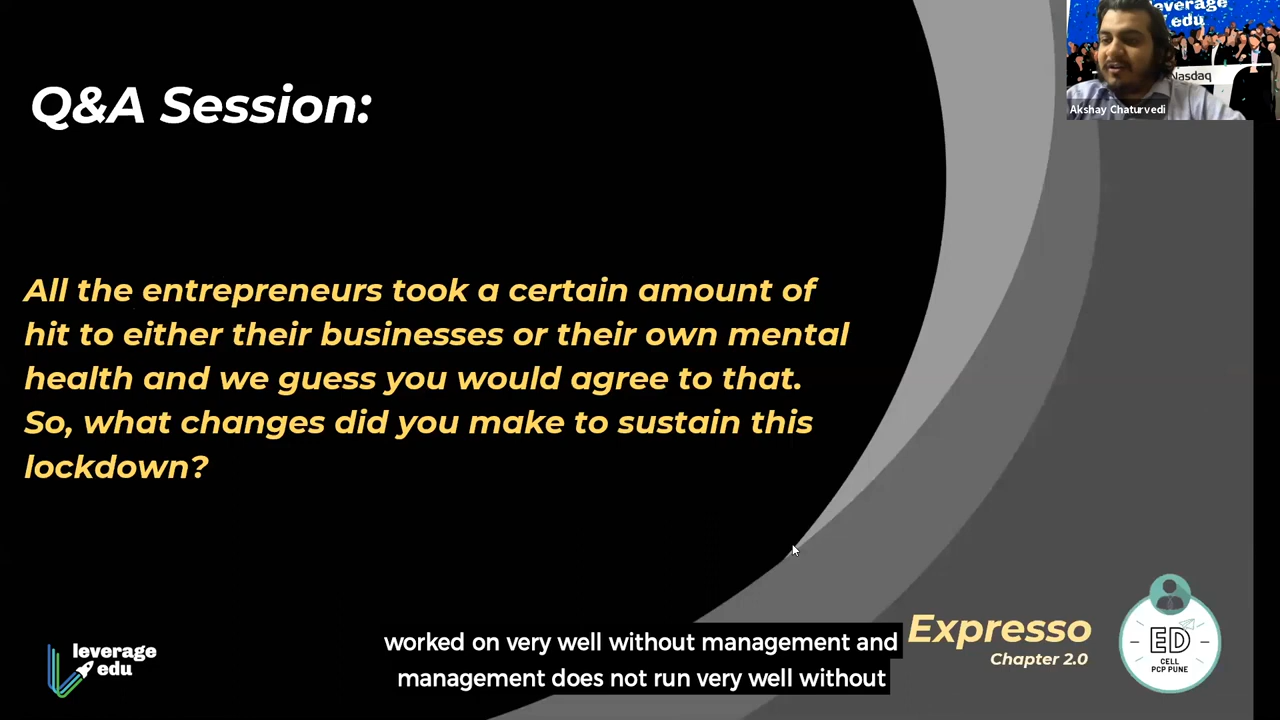 Q&A Session:
leverage
edu
Nasdaq
Akshay Chaturvedi
All the entrepreneurs took a certain amount of
hit to either their businesses or their own mental
health and we guess you would agree to that.
So, what changes did you make to sustain this
lockdown?
worked on very well without management and
management does not run very well without
leverage
edu
Expresso
Chapter 2.0
ED
CELL
PCP PUNE